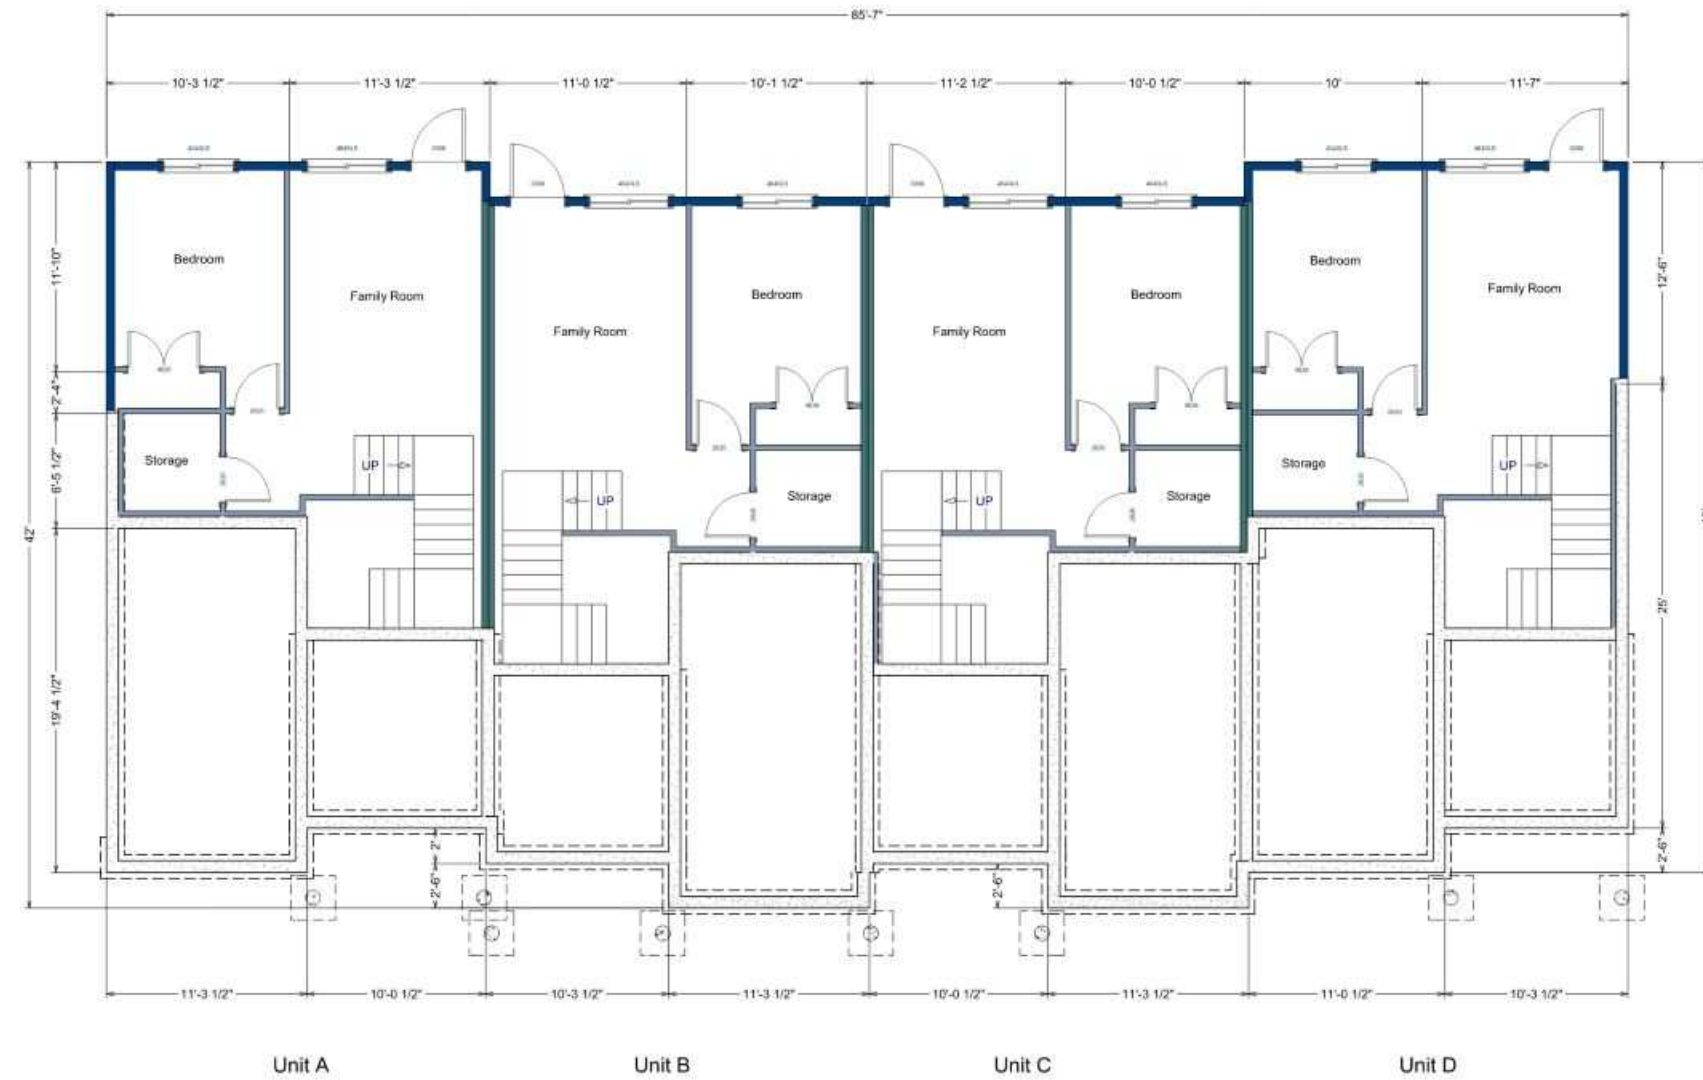 85'-7"
10'-3 1/2" 11'-3 1/2" 11'-0 1/2" 10'-1 1/2" 11'-2 1/2" 10'-0 1/2" 10' 11'-7"
Bedroom
Family Room
Family Room
Bedroom
Family Room
Bedroom
Bedroom
Family Room
11'-10"
12'-6"
2'-4"
6'-5 1/2"
Storage
UP
UP
Storage
UP
Storage
Storage
UP
42'
25'
19'-4 1/2"
2'
2'-6"
2'-6"
2'-6"
11'-3 1/2" 10'-0 1/2" 10'-3 1/2" 11'-3 1/2" 10'-0 1/2" 11'-3 1/2" 11'-0 1/2" 10'-3 1/2"
Unit A Unit B Unit C Unit D